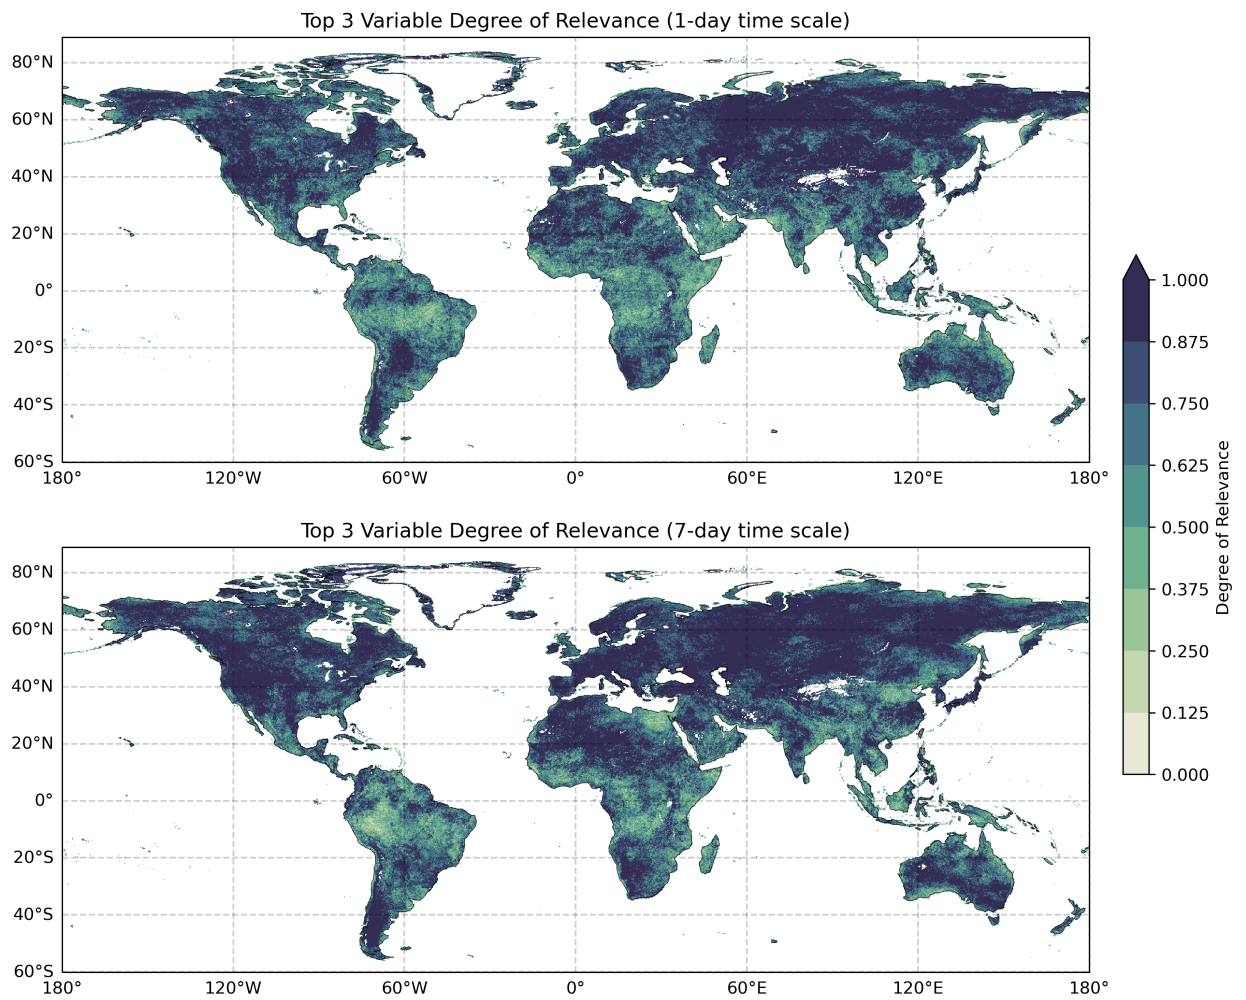 Top 3 Variable Degree of Relevance (1-day time scale)
80°N
60°N
40°N
20°N
0°
20°S
40°S
60°S
180°
120°W
60°W
0°
60°E
120°E
180°
Top 3 Variable Degree of Relevance (7-day time scale)
80°N
60°N
40°N
20°N
0°
20°S
40°S
60°S
180°
120°W
60°W
0°
60°E
120°E
180°
1.000
0.875
0.750
0.625
0.500
0.375
0.250
0.125
0.000
Degree of Relevance